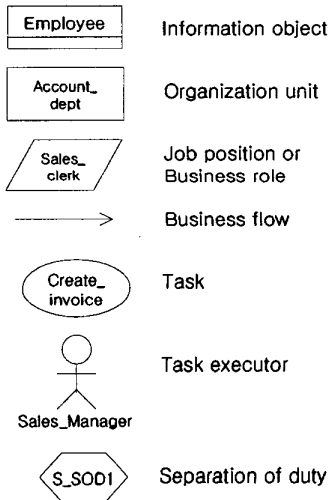 Employee Information object
Account_ Organization unit
dept
Sales_ Job position or
clerk Business role
Business flow
Create_ Task
invoice
Task executor
Sales_Manager
S_SOD1 Separation of duty